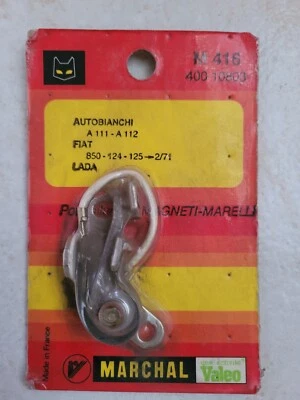 M 416
400 10803
AUTOBIANCHI
A 111 - A 112
FIAT
850 - 124 - 125 → 2/71
LADA
MAGNETI-MARELLI
Made in France
MARCHAL
Valeo